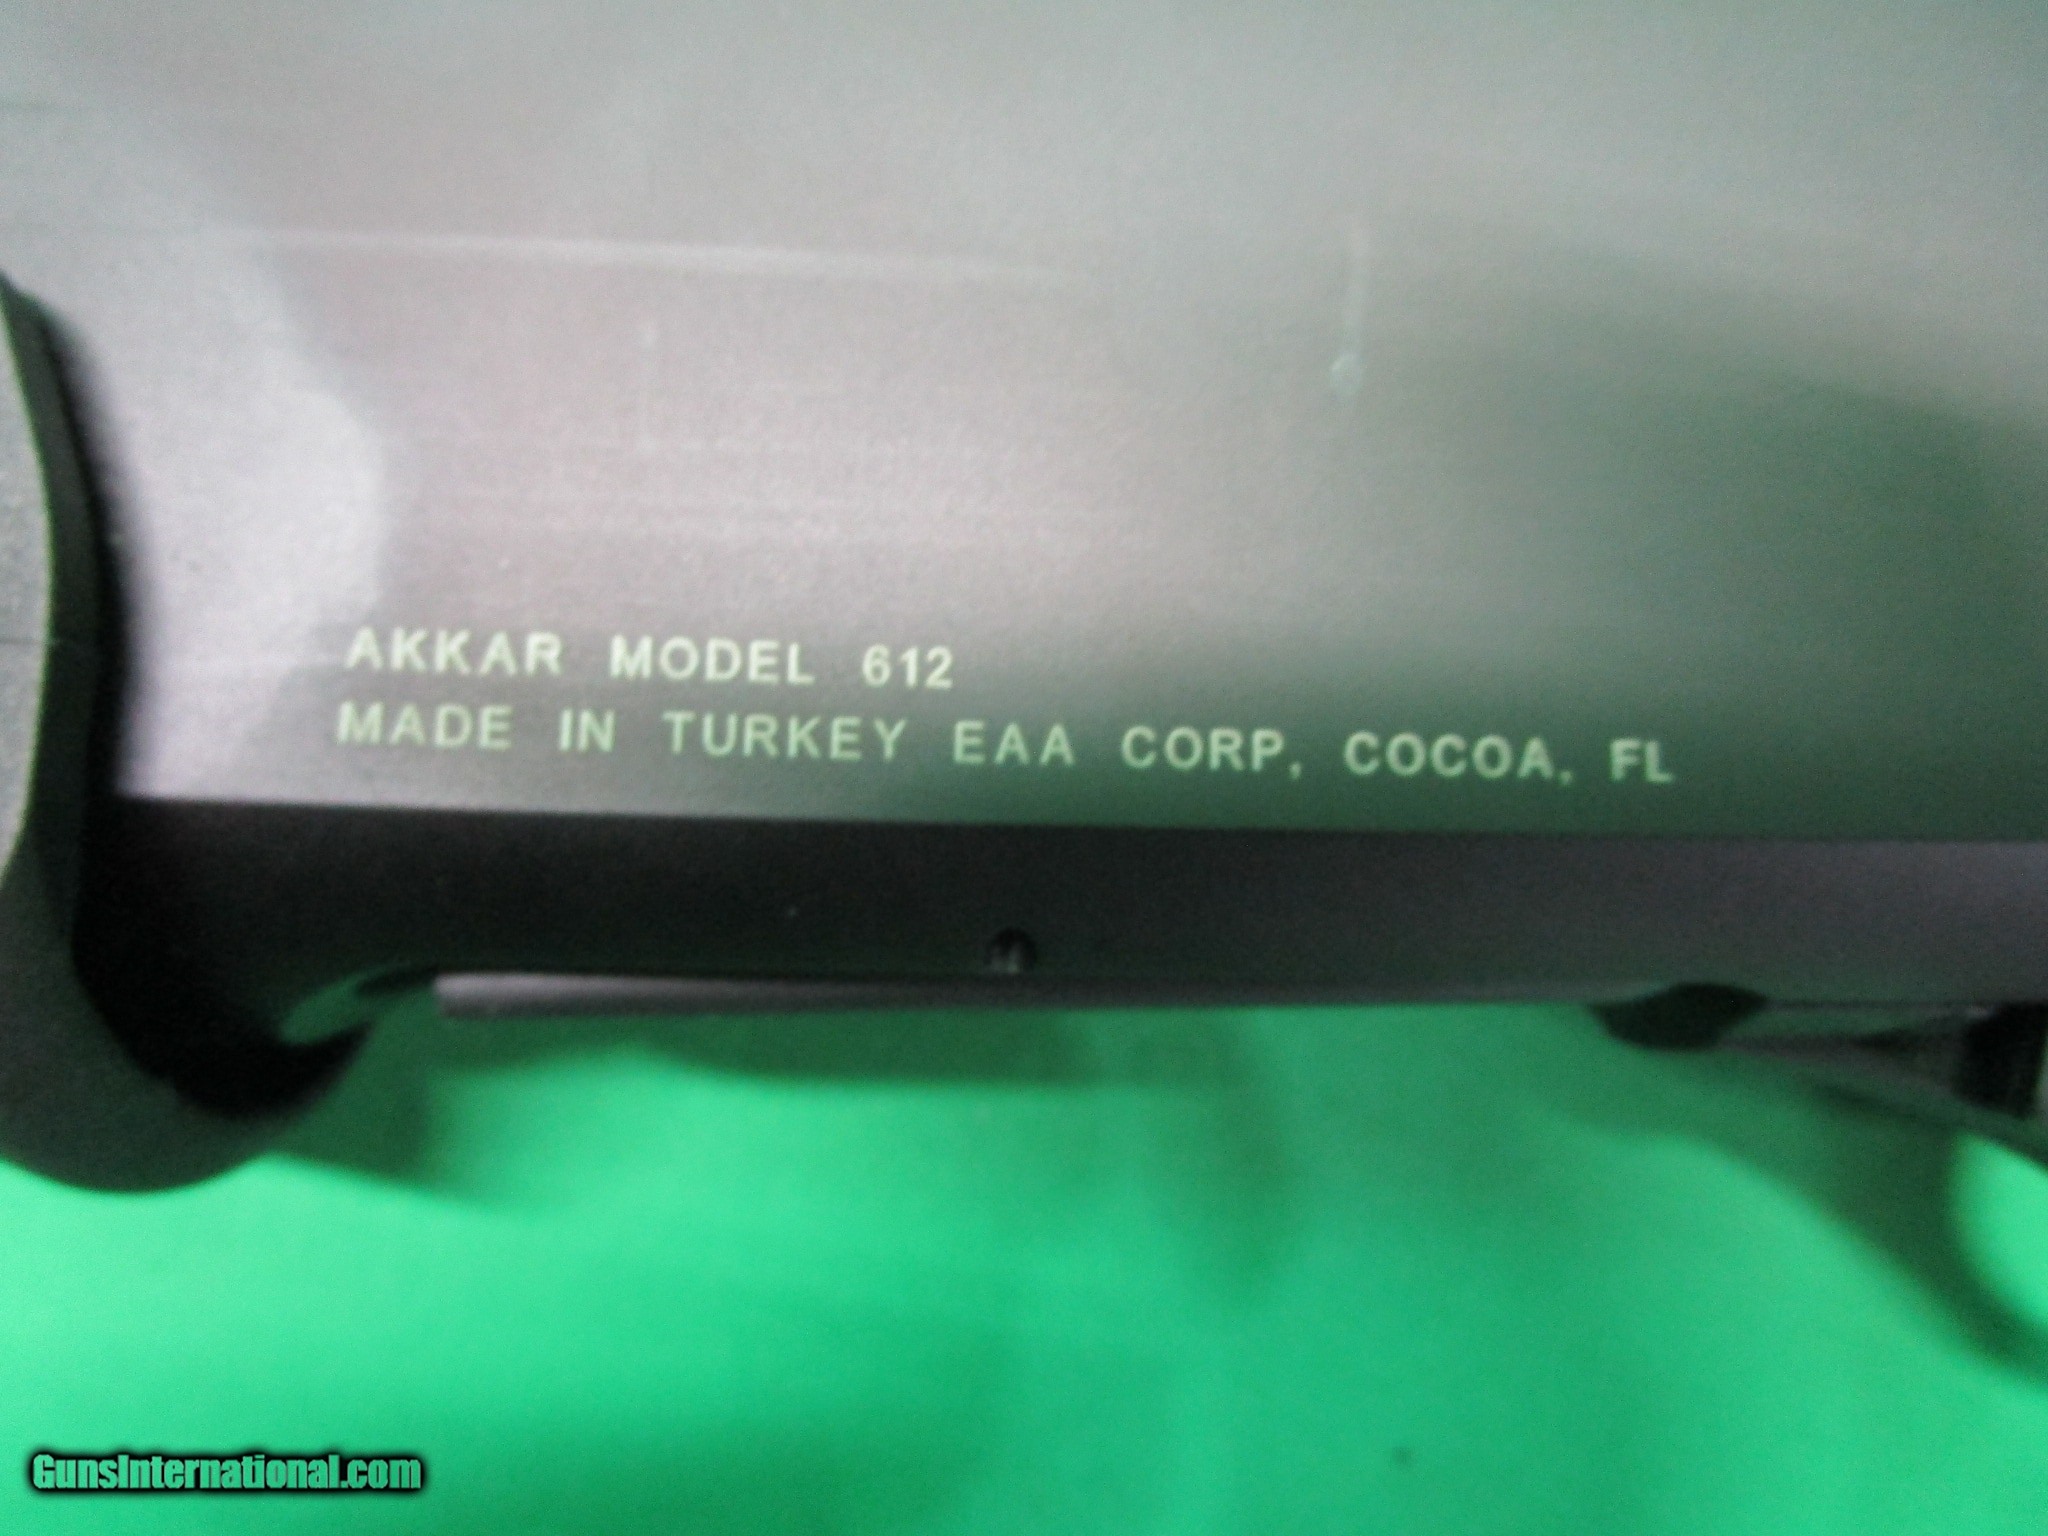 AKKAR MODEL 612
MADE IN TURKEY EAA CORP, COCOA, FL
GunsInternational.com